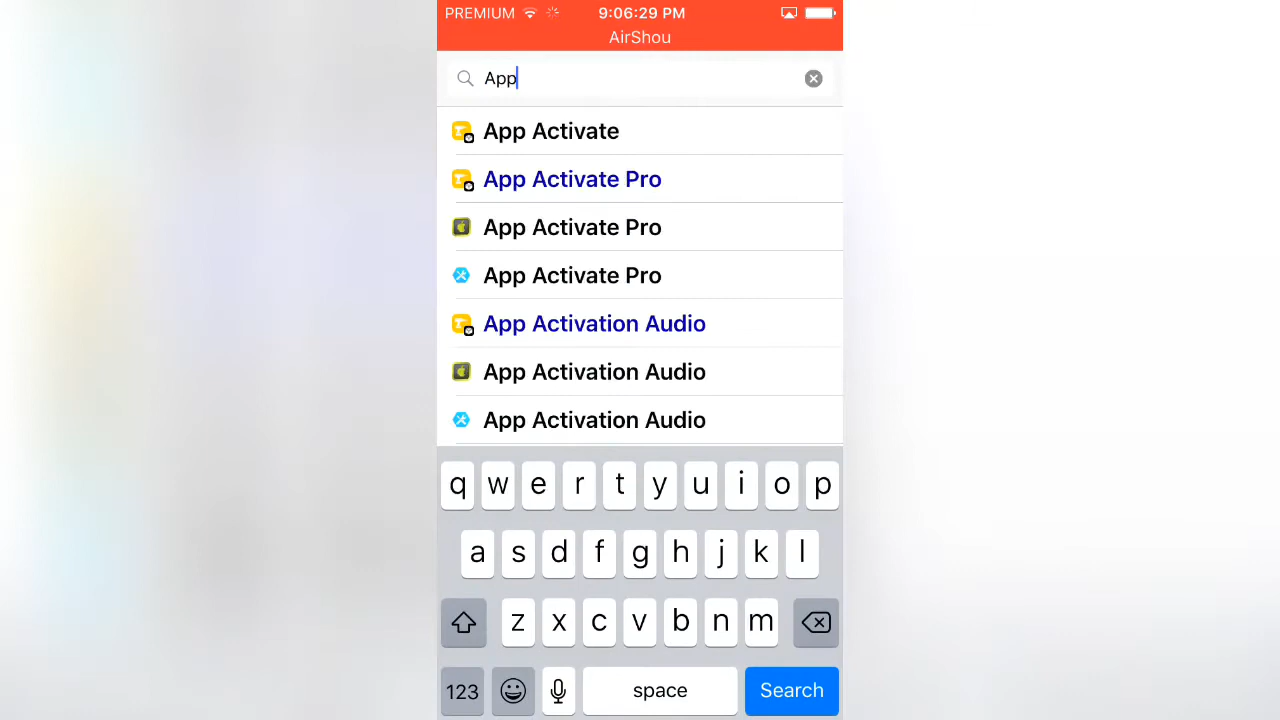 PREMIUM 9:06:29 PM
AirShou
App
App Activate
App Activate Pro
App Activate Pro
App Activate Pro
App Activation Audio
App Activation Audio
App Activation Audio
q w e r t y u i o p
a s d f g h j k l
z x c v b n m
123 space Search